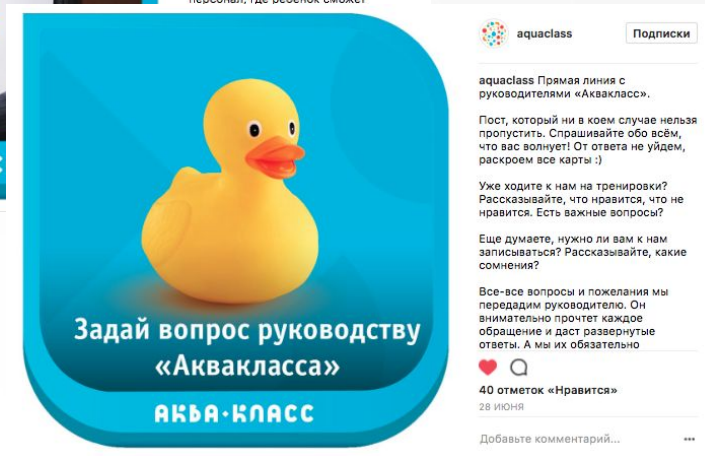 персонал, где ребенок сможет
aquaclass
Подписки
Задай вопрос руководству
«Аквакласса»
АКВА·КЛАСС
aquaclass Прямая линия с
руководителями «Аквакласс».
Пост, который ни в коем случае нельзя
пропустить. Спрашивайте обо всём,
что вас волнует! От ответа не уйдем,
раскроем все карты :)
Уже ходите к нам на тренировки?
Рассказывайте, что нравится, что не
нравится. Есть важные вопросы?
Еще думаете, нужно ли вам к нам
записываться? Рассказывайте, какие
сомнения?
Все-все вопросы и пожелания мы
передадим руководителю. Он
внимательно прочтет каждое
обращение и даст развернутые
ответы. А мы их обязательно
40 отметок «Нравится»
28 ИЮНЯ
Добавьте комментарий...